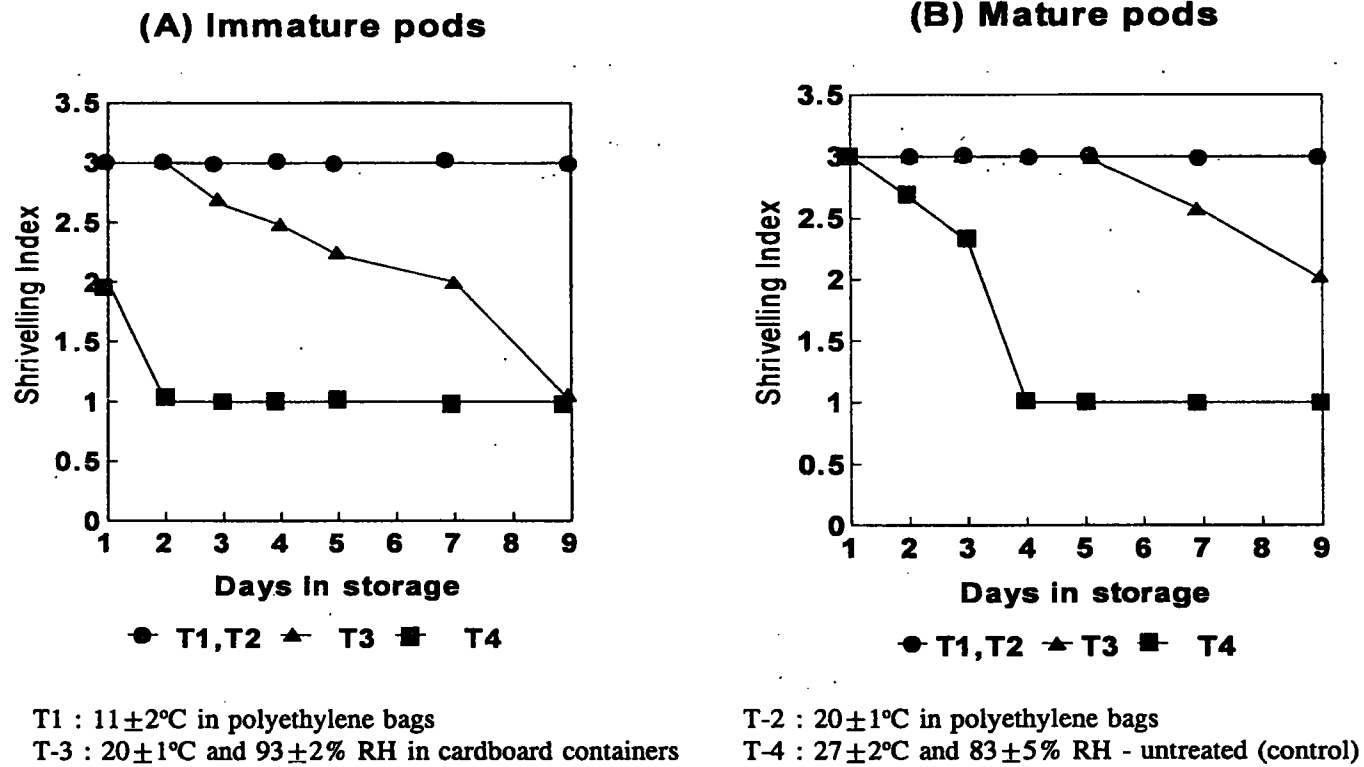 (A) Immature pods
3.5
3
2.5
2
1.5
1
0.5
0
Shrivelling Index
1 2 3 4 5 6 7 8 9
Days in storage
T1,T2 T3 T4
(B) Mature pods
3.5
3
2.5
2
1.5
1
0.5
0
Shrivelling Index
1 2 3 4 5 6 7 8 9
Days in storage
T1,T2 T3 T4
T1 : 11±2ºC in polyethylene bags
T-2 : 20±1ºC in polyethylene bags
T-3 : 20±1ºC and 93±2% RH in cardboard containers
T-4 : 27±2ºC and 83±5% RH - untreated (control)